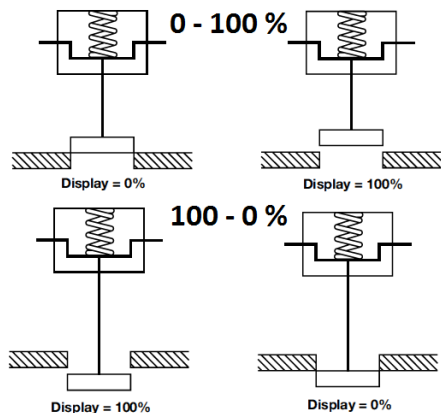 0 - 100 %
Display = 0%
Display = 100%
100 - 0 %
Display = 100%
Display = 0%